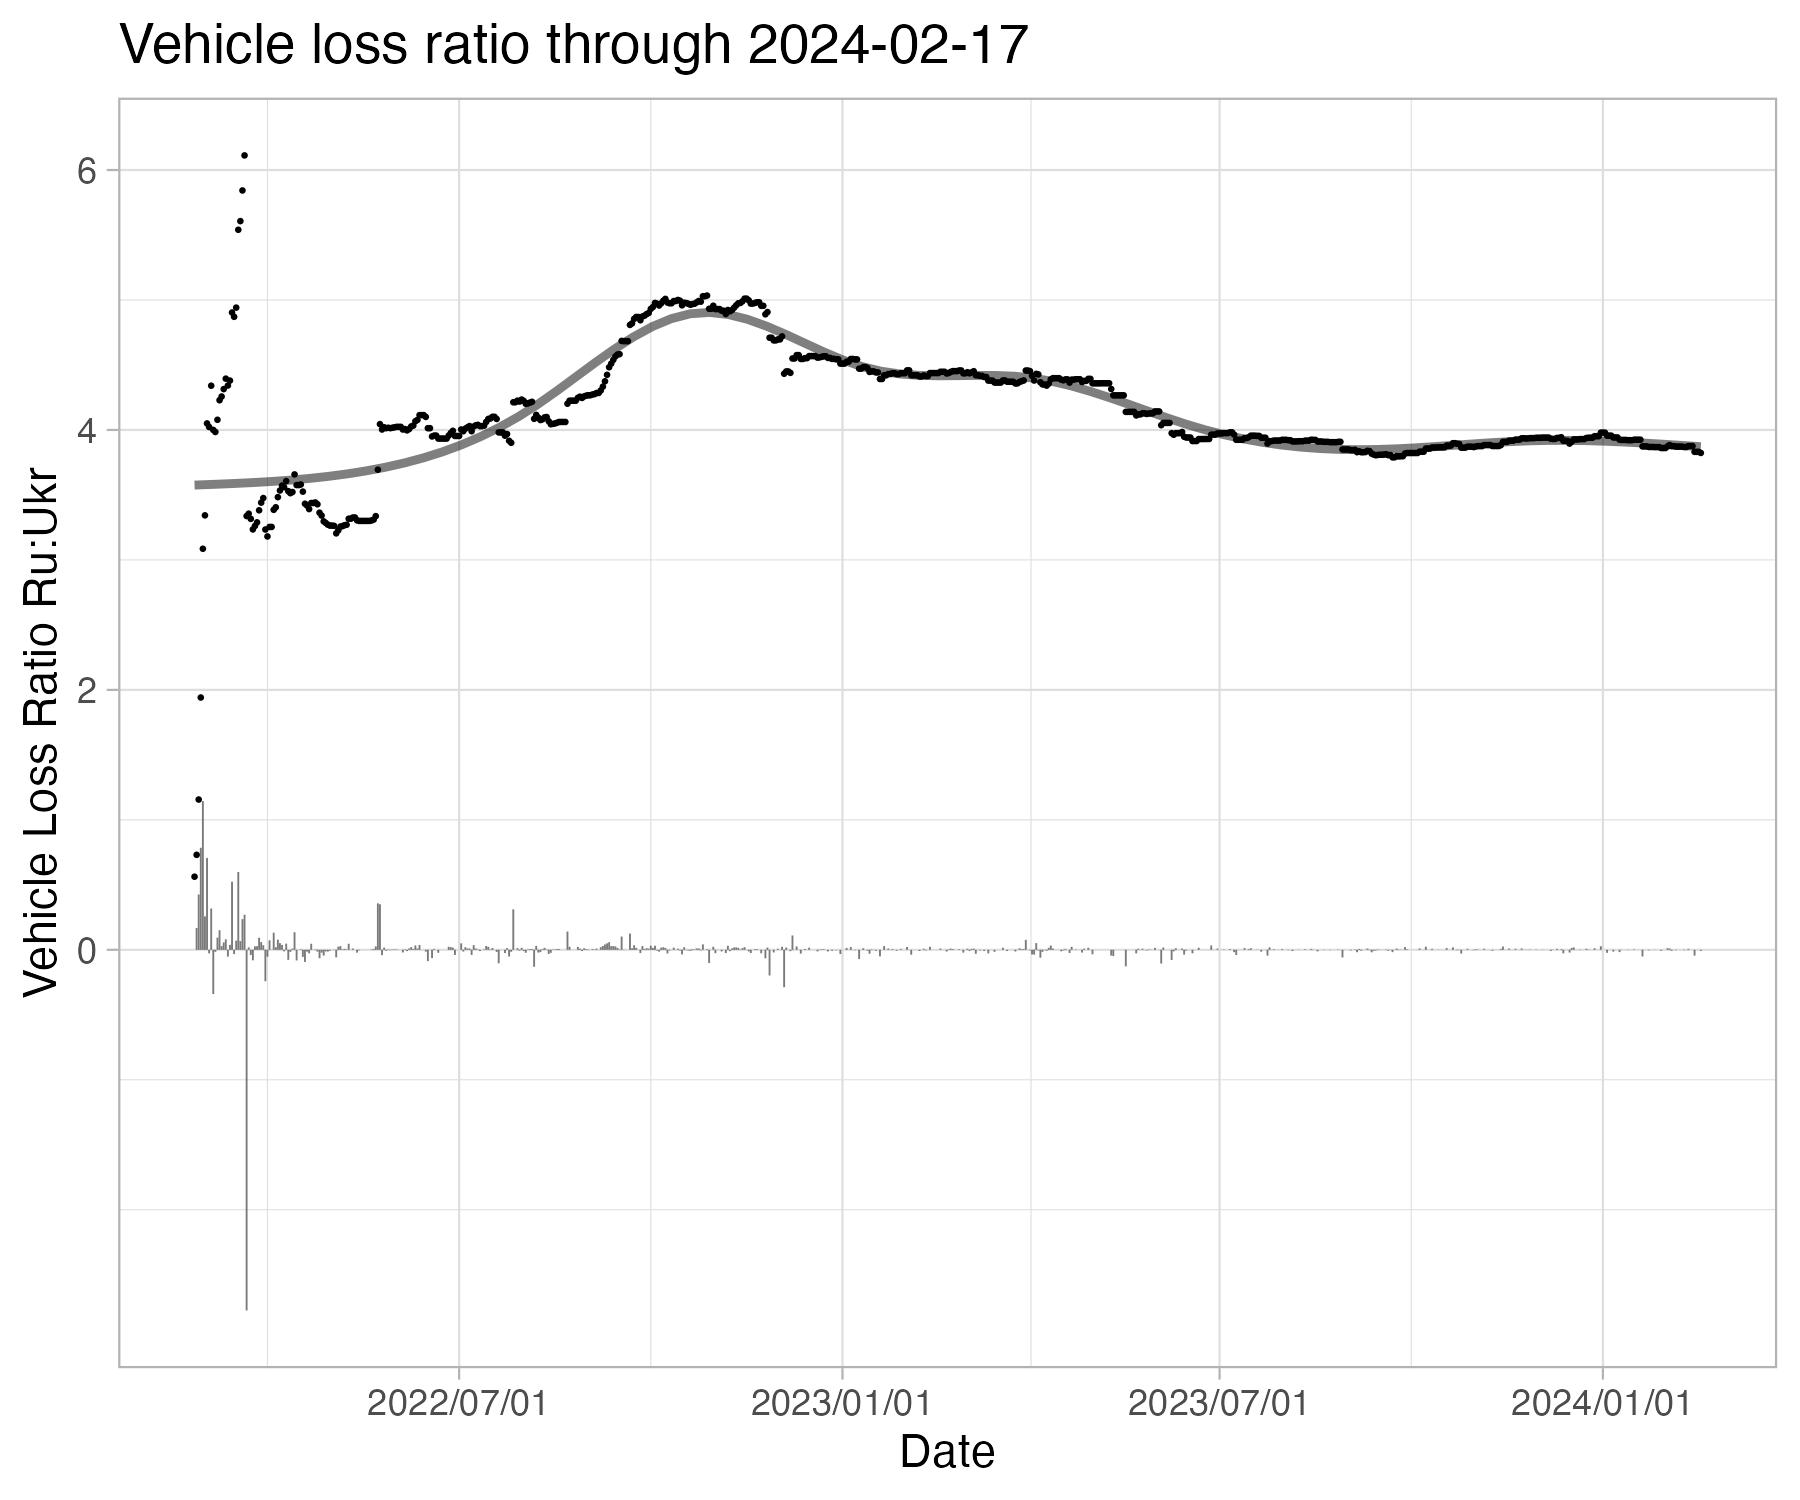 Vehicle loss ratio through 2024-02-17
Vehicle Loss Ratio Ru:Ukr
6
4
2
0
2022/07/01
2023/01/01
2023/07/01
2024/01/01
Date